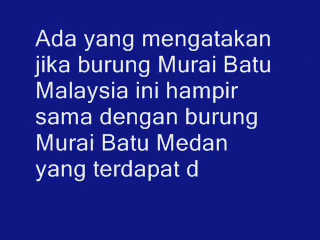 Ada yang mengatakan
jika burung Murai Batu
Malaysia ini hampir
sama dengan burung
Murai Batu Medan
yang terdapat d